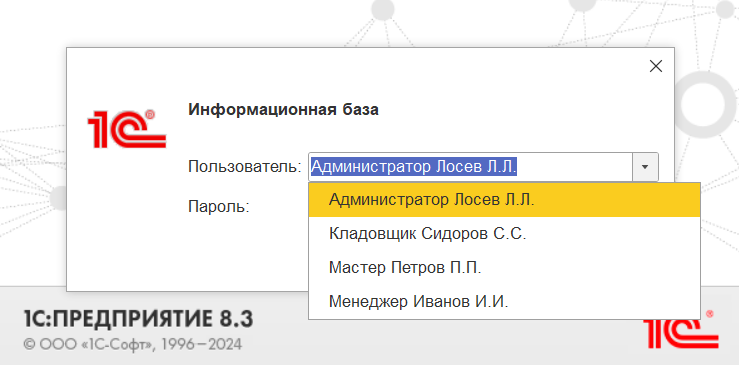 1С®
Информационная база
Пользователь: Администратор Лосев Л.Л.
Пароль:
Администратор Лосев Л.Л.
Кладовщик Сидоров С.С.
Мастер Петров П.П.
Менеджер Иванов И.И.
1С:ПРЕДПРИЯТИЕ 8.3
© ООО «1С-Софт», 1996–2024
1С®